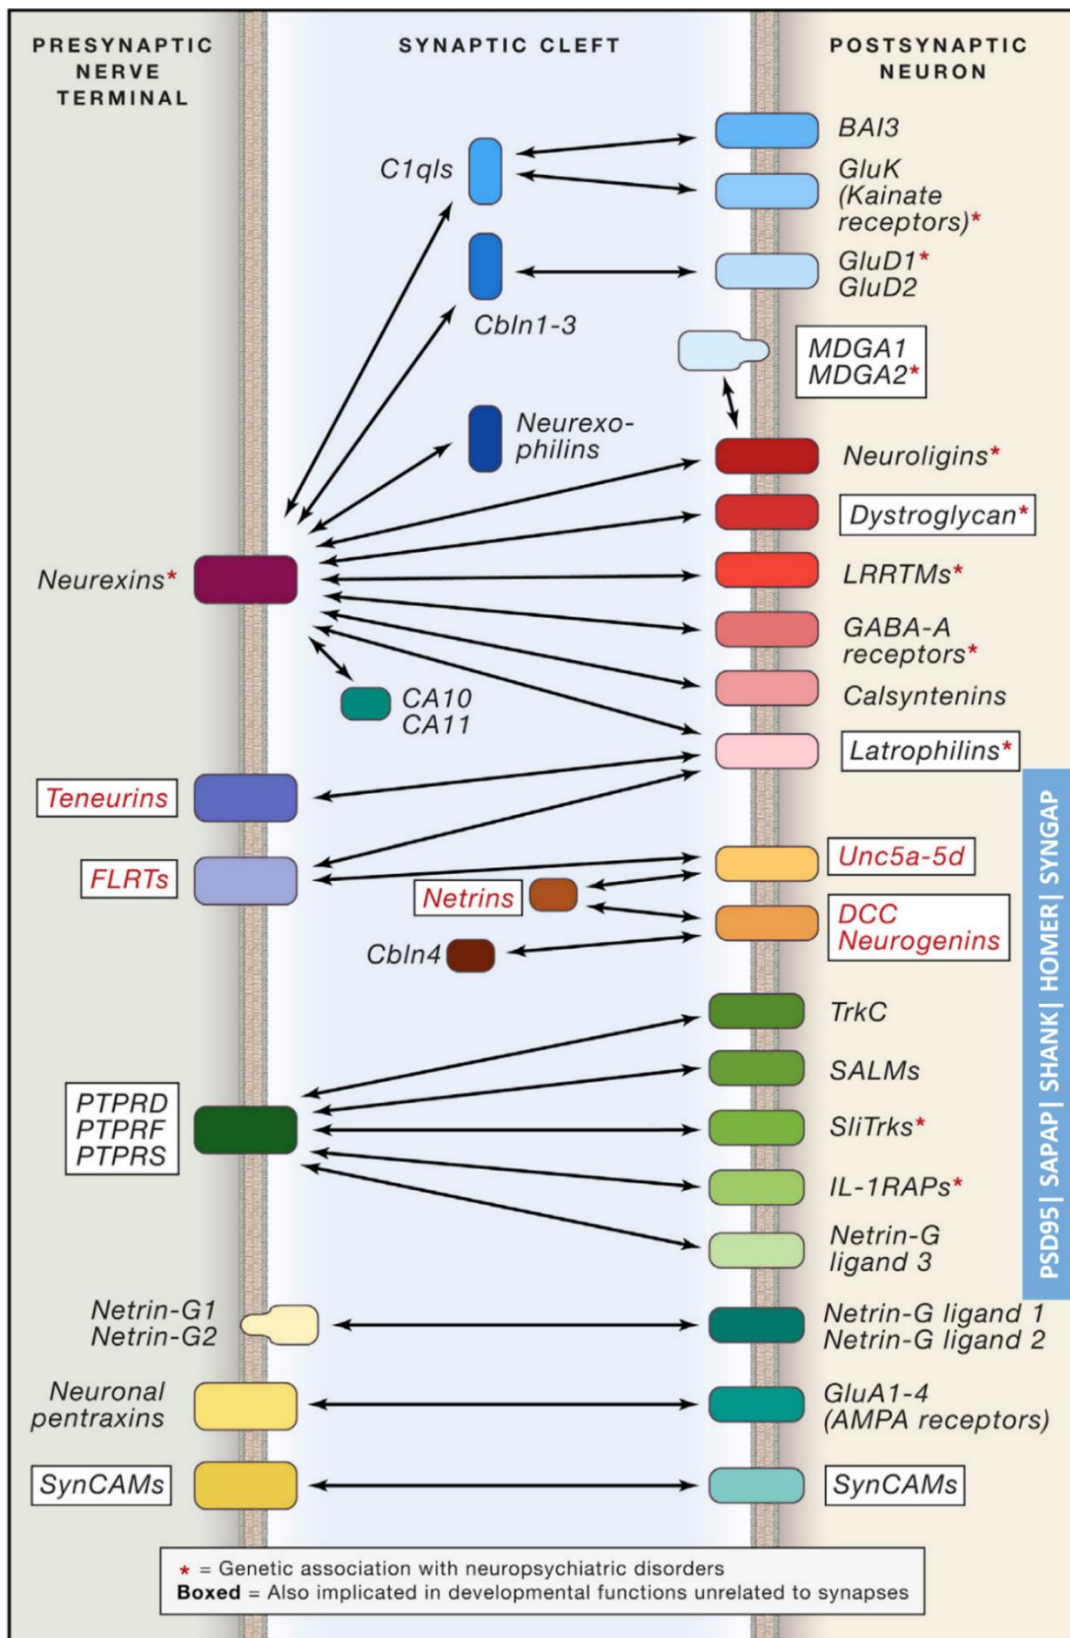 PRESYNAPTIC
NERVE
TERMINAL
SYNAPTIC CLEFT
POSTSYNAPTIC
NEURON
C1qls
BAI3
GluK
(Kainate
receptors)*
GluD1*
GluD2
Cbln1-3
MDGA1
MDGA2*
Neurexo-
philins
Neuroligins*
Dystroglycan*
Neurexins*
LRRTMs*
GABA-A
receptors*
CA10
CA11
Calsyntenins
Latrophilins*
Teneurins
FLRTs
Unc5a-5d
Netrins
DCC
Neurogenins
Cbln4
TrkC
SALMs
PTPRD
PTPRF
PTPRS
SliTrks*
IL-1RAPs*
Netrin-G
ligand 3
PSD95| SAPAP| SHANK| HOMER| SYNGAP
Netrin-G1
Netrin-G2
Netrin-G ligand 1
Netrin-G ligand 2
Neuronal
pentraxins
GluA1-4
(AMPA receptors)
SynCAMs
SynCAMs
* = Genetic association with neuropsychiatric disorders
Boxed = Also implicated in developmental functions unrelated to synapses